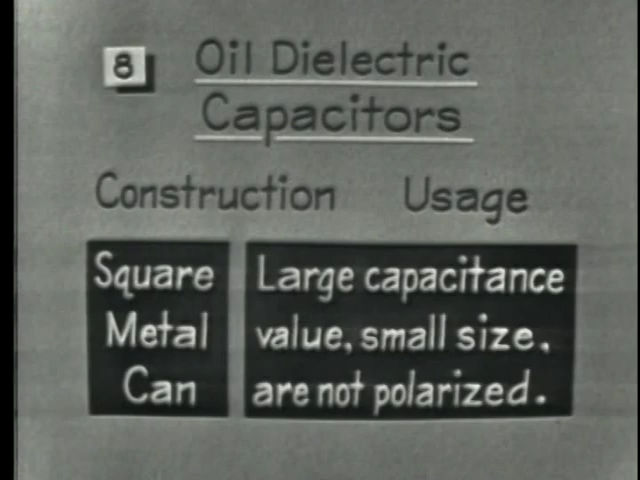 8 Oil Dielectric
Capacitors
Construction Usage
Square
Metal
Can
Large capacitance
value, small size,
are not polarized.